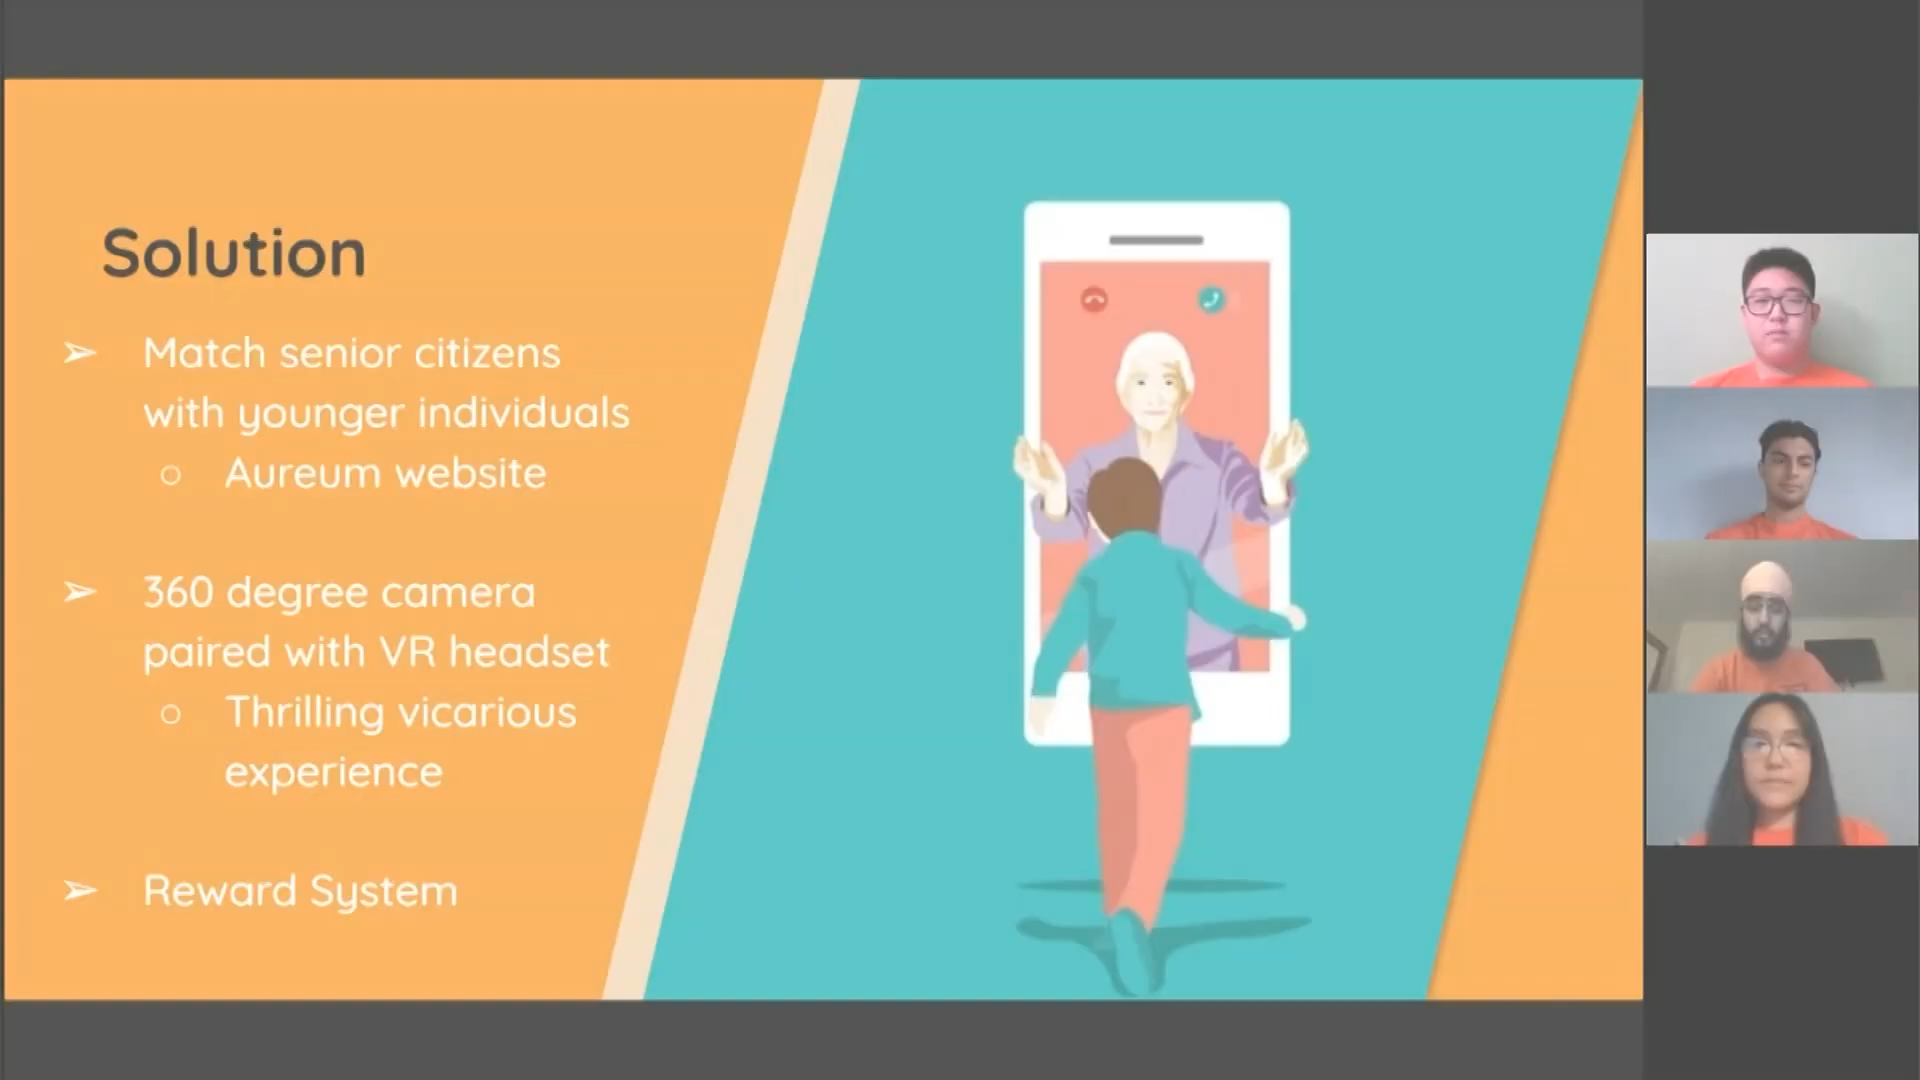 Solution
➢ Match senior citizens
with younger individuals
○ Aureum website
➢ 360 degree camera
paired with VR headset
○ Thrilling vicarious
experience
➢ Reward System